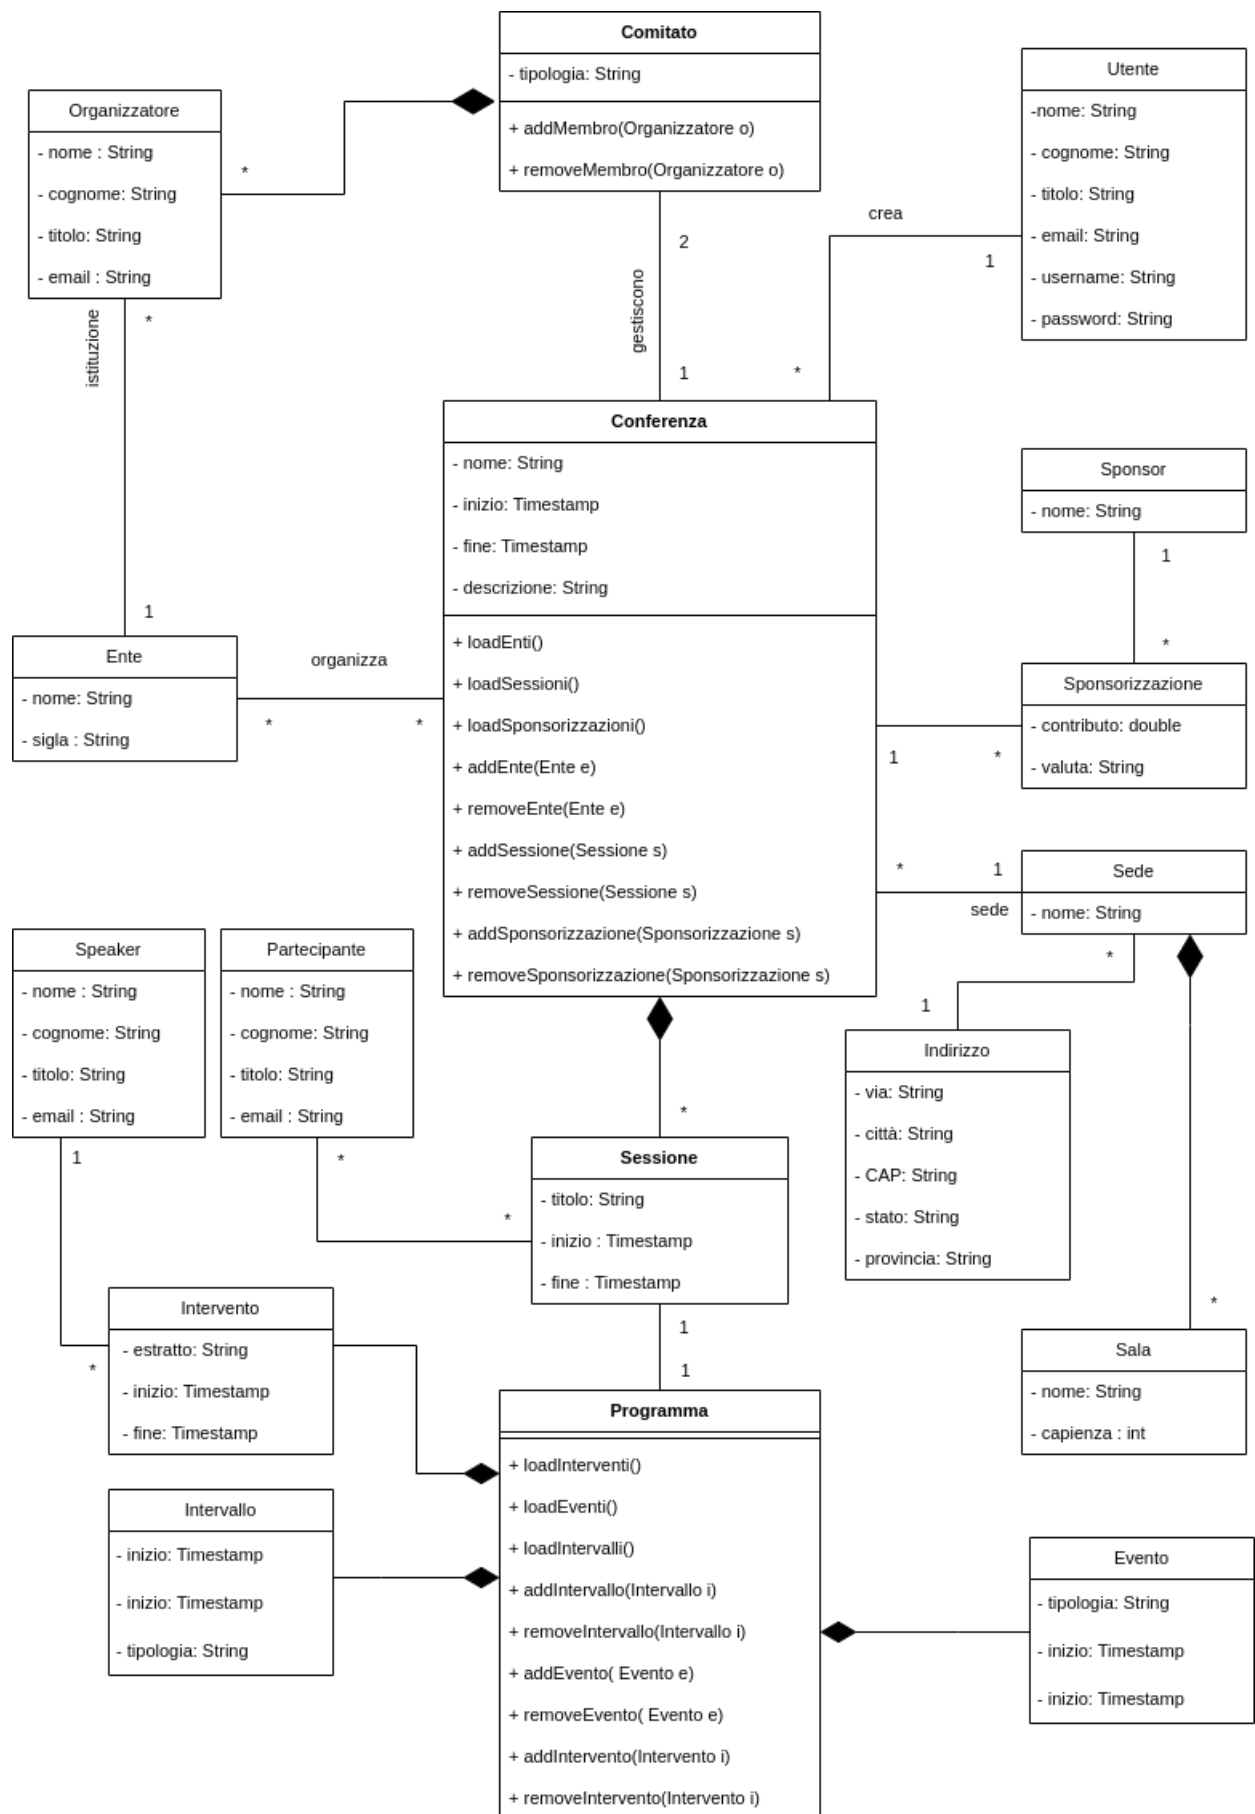 Comitato
- tipologia: String
+ addMembro(Organizzatore o)
+ removeMembro(Organizzatore o)
Utente
-nome: String
- cognome: String
- titolo: String
- email: String
- username: String
- password: String
Organizzatore
- nome : String
- cognome: String
- titolo: String
- email : String
*
crea
1
*
2
gestiscono
1
*
istituzione
1
Conferenza
- nome: String
- inizio: Timestamp
- fine: Timestamp
- descrizione: String
+ loadEnti()
+ loadSessioni()
+ loadSponsorizzazioni()
+ addEnte(Ente e)
+ removeEnte(Ente e)
+ addSessione(Sessione s)
+ removeSessione(Sessione s)
+ addSponsorizzazione(Sponsorizzazione s)
+ removeSponsorizzazione(Sponsorizzazione s)
Sponsor
- nome: String
1
*
Ente
- nome: String
- sigla : String
organizza
*
*
Sponsorizzazione
- contributo: double
- valuta: String
1
*
*
1
sede
Sede
- nome: String
*
1
Speaker
- nome : String
- cognome: String
- titolo: String
- email : String
Partecipante
- nome : String
- cognome: String
- titolo: String
- email : String
Indirizzo
- via: String
- città: String
- CAP: String
- stato: String
- provincia: String
*
Sessione
- titolo: String
- inizio : Timestamp
- fine : Timestamp
1
*
*
*
Intervento
- estratto: String
- inizio: Timestamp
- fine: Timestamp
*
1
1
Sala
- nome: String
- capienza : int
Programma
+ loadInterventi()
+ loadEventi()
+ loadIntervalli()
+ addIntervallo(Intervallo i)
+ removeIntervallo(Intervallo i)
+ addEvento( Evento e)
+ removeEvento( Evento e)
+ addIntervento(Intervento i)
+ removeIntervento(Intervento i)
Intervallo
- inizio: Timestamp
- inizio: Timestamp
- tipologia: String
Evento
- tipologia: String
- inizio: Timestamp
- inizio: Timestamp